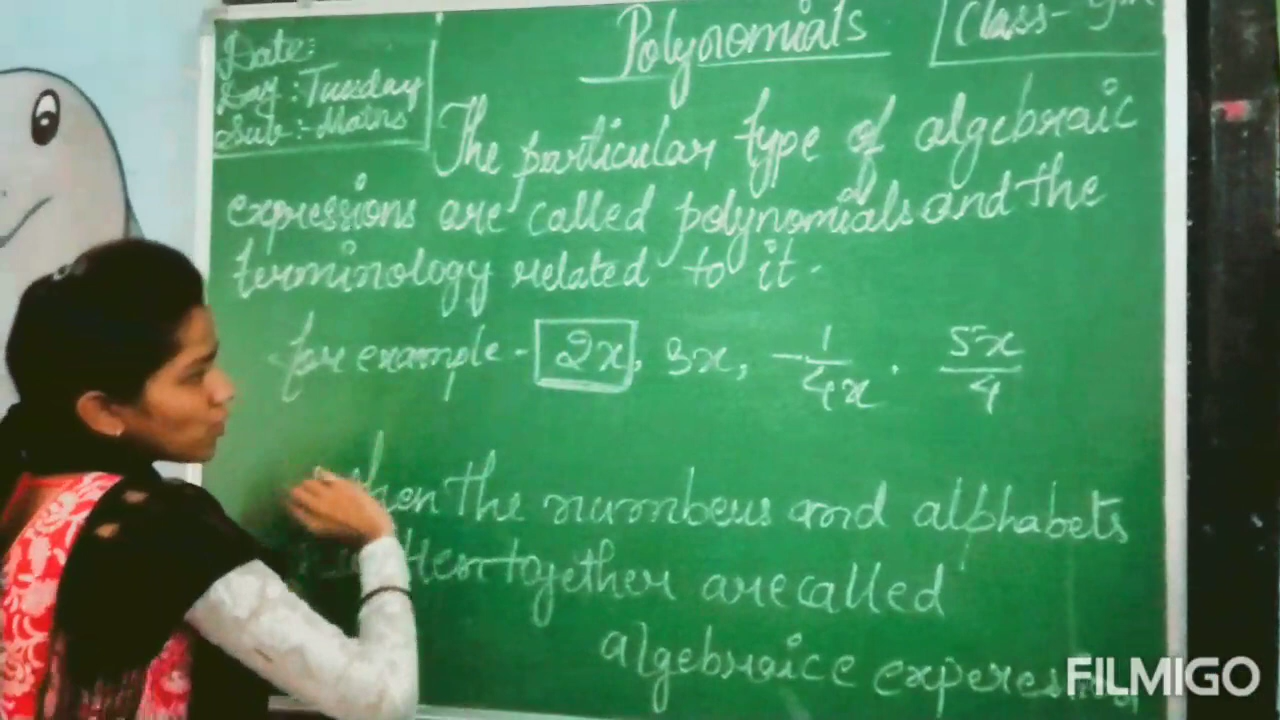 Date:
Day : Tuesday
Sub :- Maths
Polynomials
Class- 9th
The particular type of algebraic
expressions are called polynomials and the
terminology related to it.
for example - 2x, 3x, -1/4x. 5x/4
when the numbers and alphabets
together are called
algebraice
FILMIGO